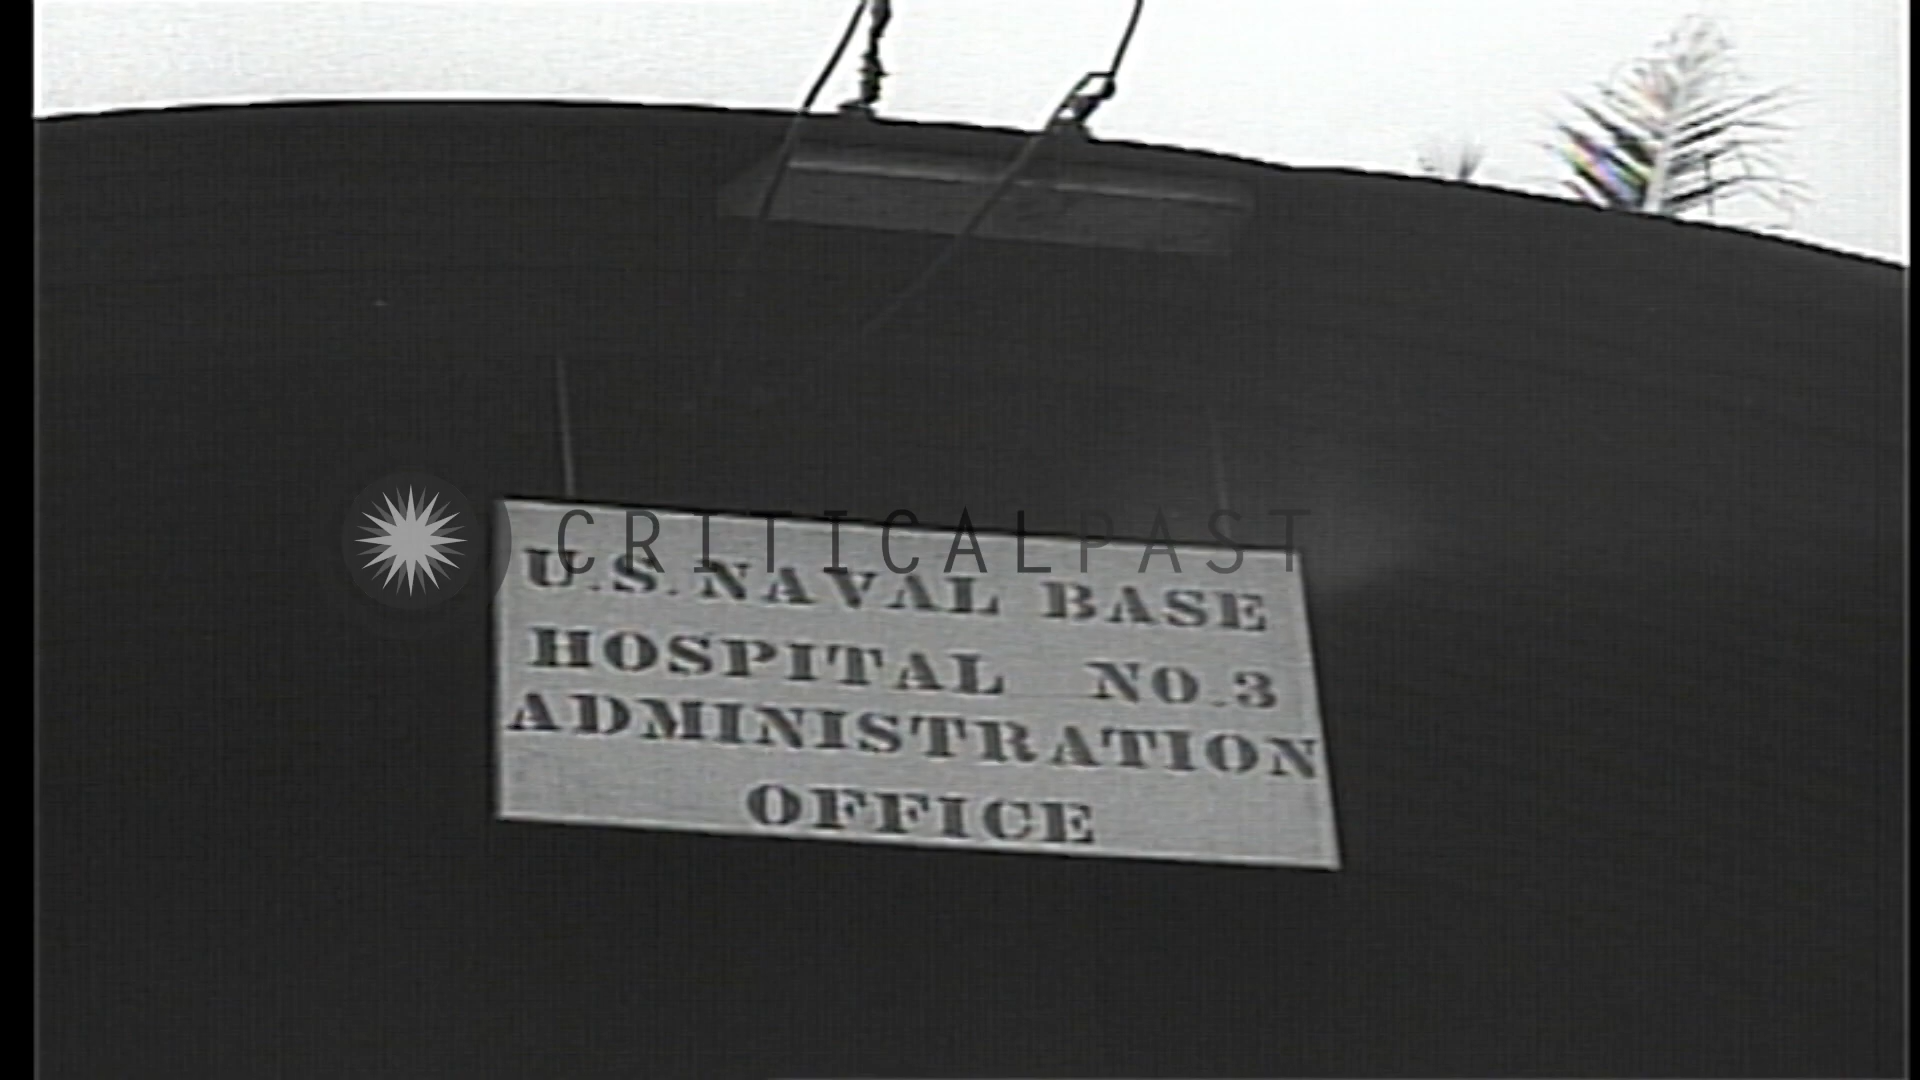 CRITICALPAST
U.S. NAVAL BASE
HOSPITAL NO.3
ADMINISTRATION
OFFICE